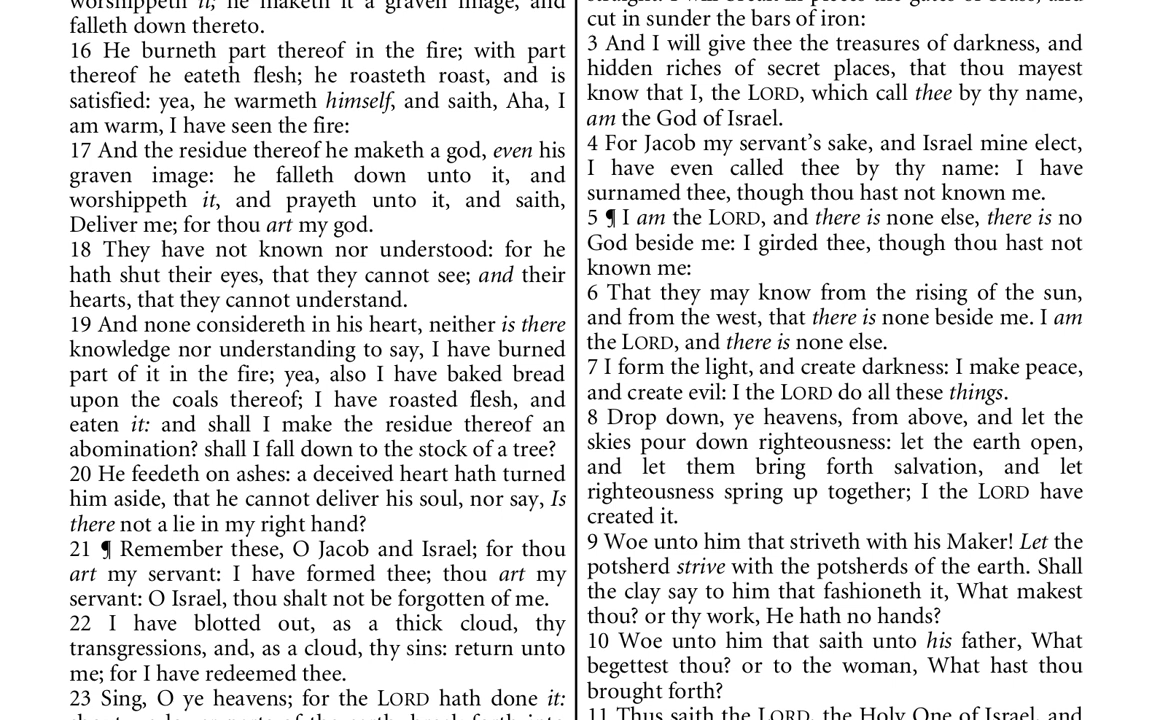 worshippeth it; he maketh it a graven image, and
falleth down thereto.
16 He burneth part thereof in the fire; with part
thereof he eateth flesh; he roasteth roast, and is
satisfied: yea, he warmeth himself, and saith, Aha, I
am warm, I have seen the fire:
17 And the residue thereof he maketh a god, even his
graven image: he falleth down unto it, and
worshippeth it, and prayeth unto it, and saith,
Deliver me; for thou art my god.
18 They have not known nor understood: for he
hath shut their eyes, that they cannot see; and their
hearts, that they cannot understand.
19 And none considereth in his heart, neither is there
knowledge nor understanding to say, I have burned
part of it in the fire; yea, also I have baked bread
upon the coals thereof; I have roasted flesh, and
eaten it: and shall I make the residue thereof an
abomination? shall I fall down to the stock of a tree?
20 He feedeth on ashes: a deceived heart hath turned
him aside, that he cannot deliver his soul, nor say, Is
there not a lie in my right hand?
21 ¶ Remember these, O Jacob and Israel; for thou
art my servant: I have formed thee; thou art my
servant: O Israel, thou shalt not be forgotten of me.
22 I have blotted out, as a thick cloud, thy
transgressions, and, as a cloud, thy sins: return unto
me; for I have redeemed thee.
23 Sing, O ye heavens; for the LORD hath done it:
cut in sunder the bars of iron:
3 And I will give thee the treasures of darkness, and
hidden riches of secret places, that thou mayest
know that I, the LORD, which call thee by thy name,
am the God of Israel.
4 For Jacob my servant’s sake, and Israel mine elect,
I have even called thee by thy name: I have
surnamed thee, though thou hast not known me.
5 ¶ I am the LORD, and there is none else, there is no
God beside me: I girded thee, though thou hast not
known me:
6 That they may know from the rising of the sun,
and from the west, that there is none beside me. I am
the LORD, and there is none else.
7 I form the light, and create darkness: I make peace,
and create evil: I the LORD do all these things.
8 Drop down, ye heavens, from above, and let the
skies pour down righteousness: let the earth open,
and let them bring forth salvation, and let
righteousness spring up together; I the LORD have
created it.
9 Woe unto him that striveth with his Maker! Let the
potsherd strive with the potsherds of the earth. Shall
the clay say to him that fashioneth it, What makest
thou? or thy work, He hath no hands?
10 Woe unto him that saith unto his father, What
begettest thou? or to the woman, What hast thou
brought forth?
11 Thus saith the LORD, the Holy One of Israel, and